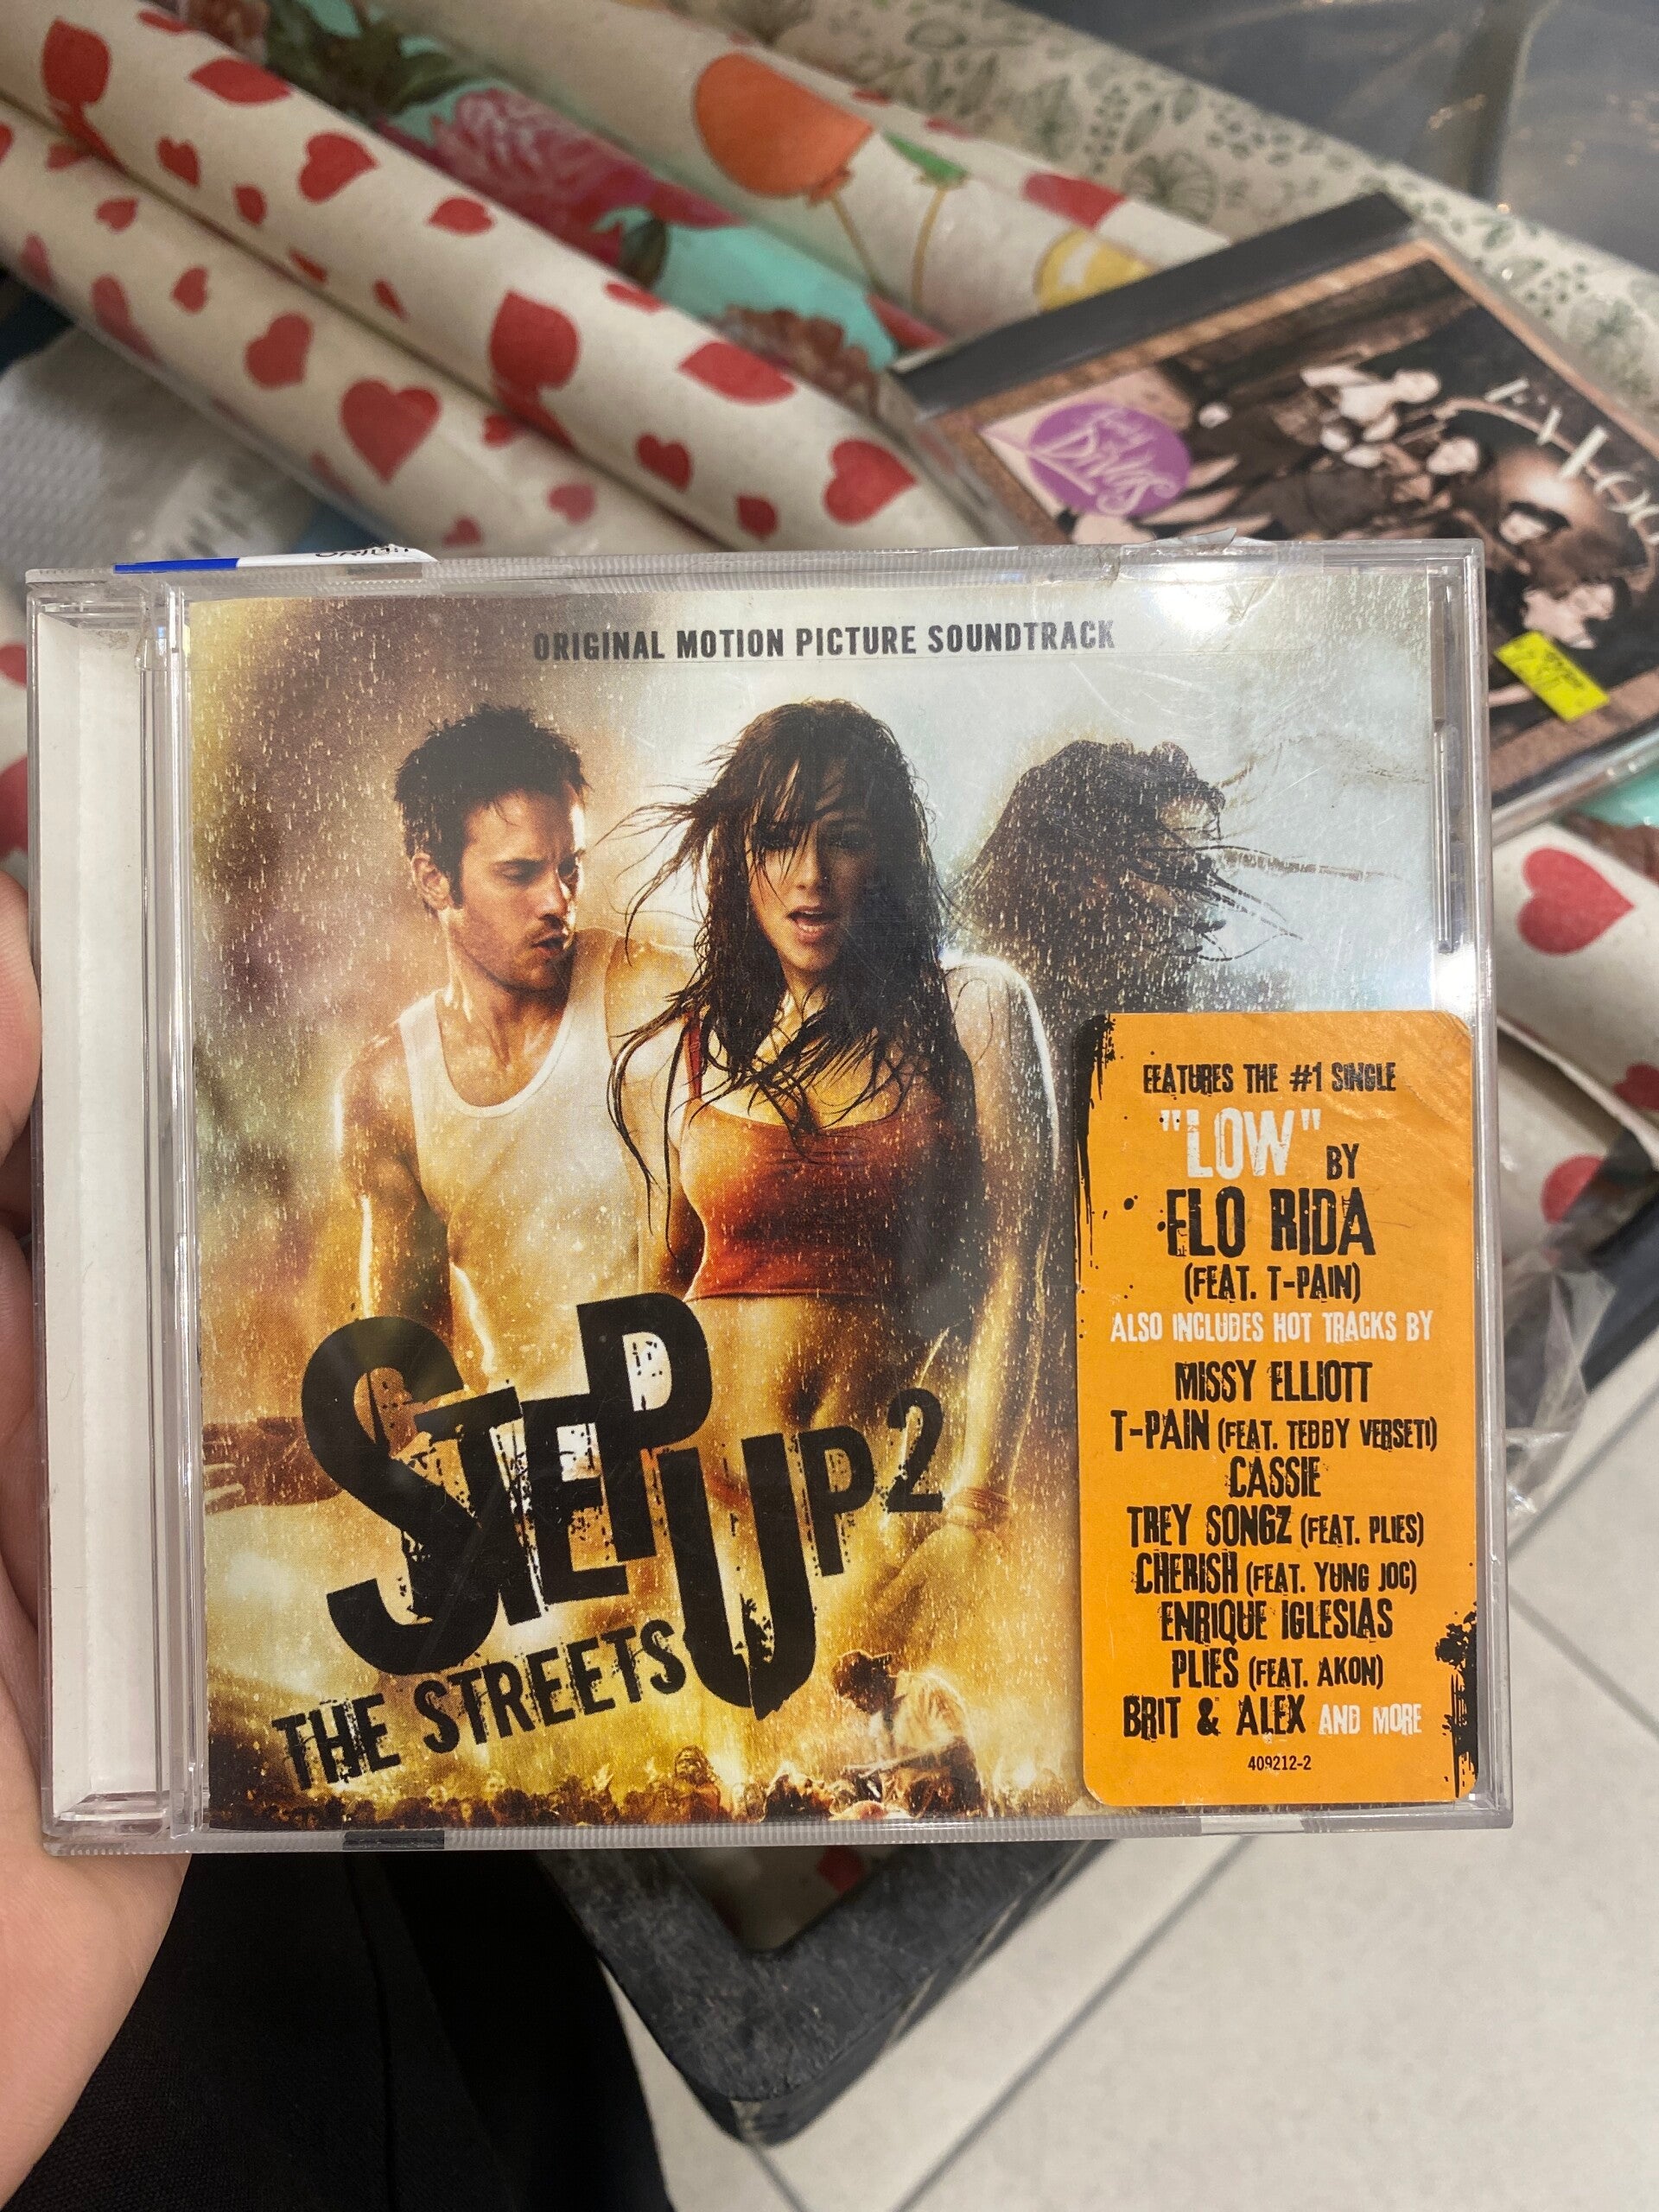 ORIGINAL MOTION PICTURE SOUNDTRACK
STEP UP 2
THE STREETS
FEATURES THE #1 SINGLE
"LOW" BY
FLO RIDA
(FEAT. T-PAIN)
ALSO INCLUDES HOT TRACKS BY
MISSY ELLIOTT
T-PAIN (FEAT. TEDDY VERSETI)
CASSIE
TREY SONGZ (FEAT. PLIES)
CHERISH (FEAT. YUNG JOC)
ENRIQUE IGLESIAS
PLIES (FEAT. AKON)
BRIT & ALEX AND MORE
409212-2
Divas